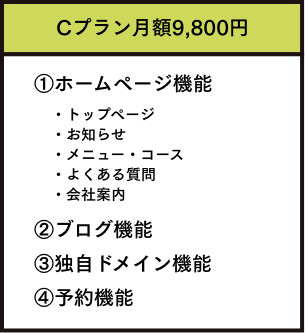 Cプラン月額9,800円
①ホームページ機能
・トップページ
・お知らせ
・メニュー・コース
・よくある質問
・会社案内
②ブログ機能
③独自ドメイン機能
④予約機能